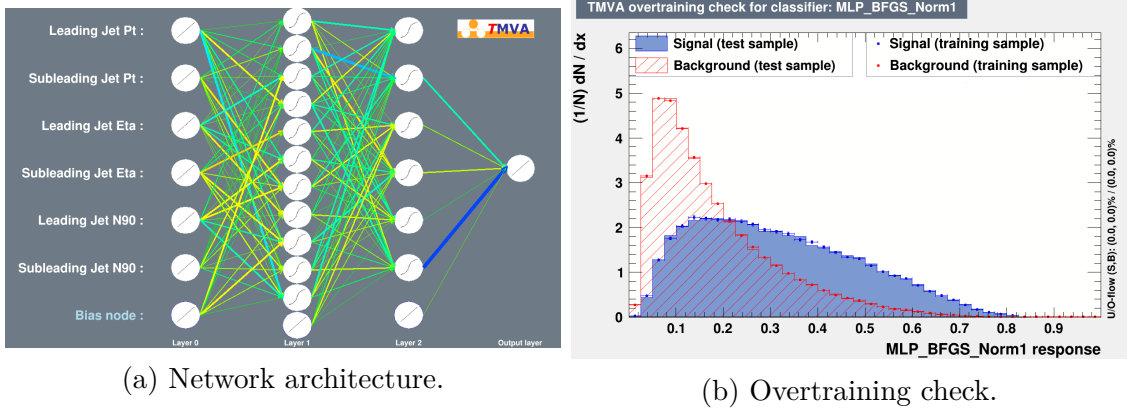 TMVA
Leading Jet Pt :
Subleading Jet Pt :
Leading Jet Eta :
Subleading Jet Eta :
Leading Jet N90 :
Subleading Jet N90 :
Bias node :
Layer 0
Layer 1
Layer 2
Output layer
(a) Network architecture.
TMVA overtraining check for classifier: MLP_BFGS_Norm1
Signal (test sample)
Background (test sample)
Signal (training sample)
Background (training sample)
(1/N) dN / dx
6
5
4
3
2
1
0
0.1 0.2 0.3 0.4 0.5 0.6 0.7 0.8 0.9
MLP_BFGS_Norm1 response
U/O-flow (S,B): (0.0, 0.0)% / (0.0, 0.0)%
(b) Overtraining check.